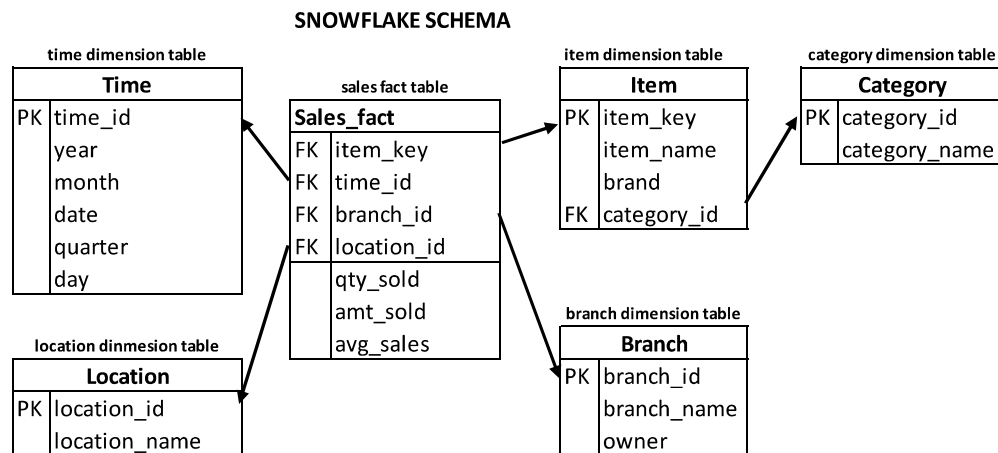 SNOWFLAKE SCHEMA
time dimension table
Time
PK time_id
year
month
date
quarter
day
sales fact table
Sales_fact
FK item_key
FK time_id
FK branch_id
FK location_id
qty_sold
amt_sold
avg_sales
item dimension table
Item
PK item_key
item_name
brand
FK category_id
category dimension table
Category
PK category_id
category_name
location dinmesion table
Location
PK location_id
location_name
branch dimension table
Branch
PK branch_id
branch_name
owner